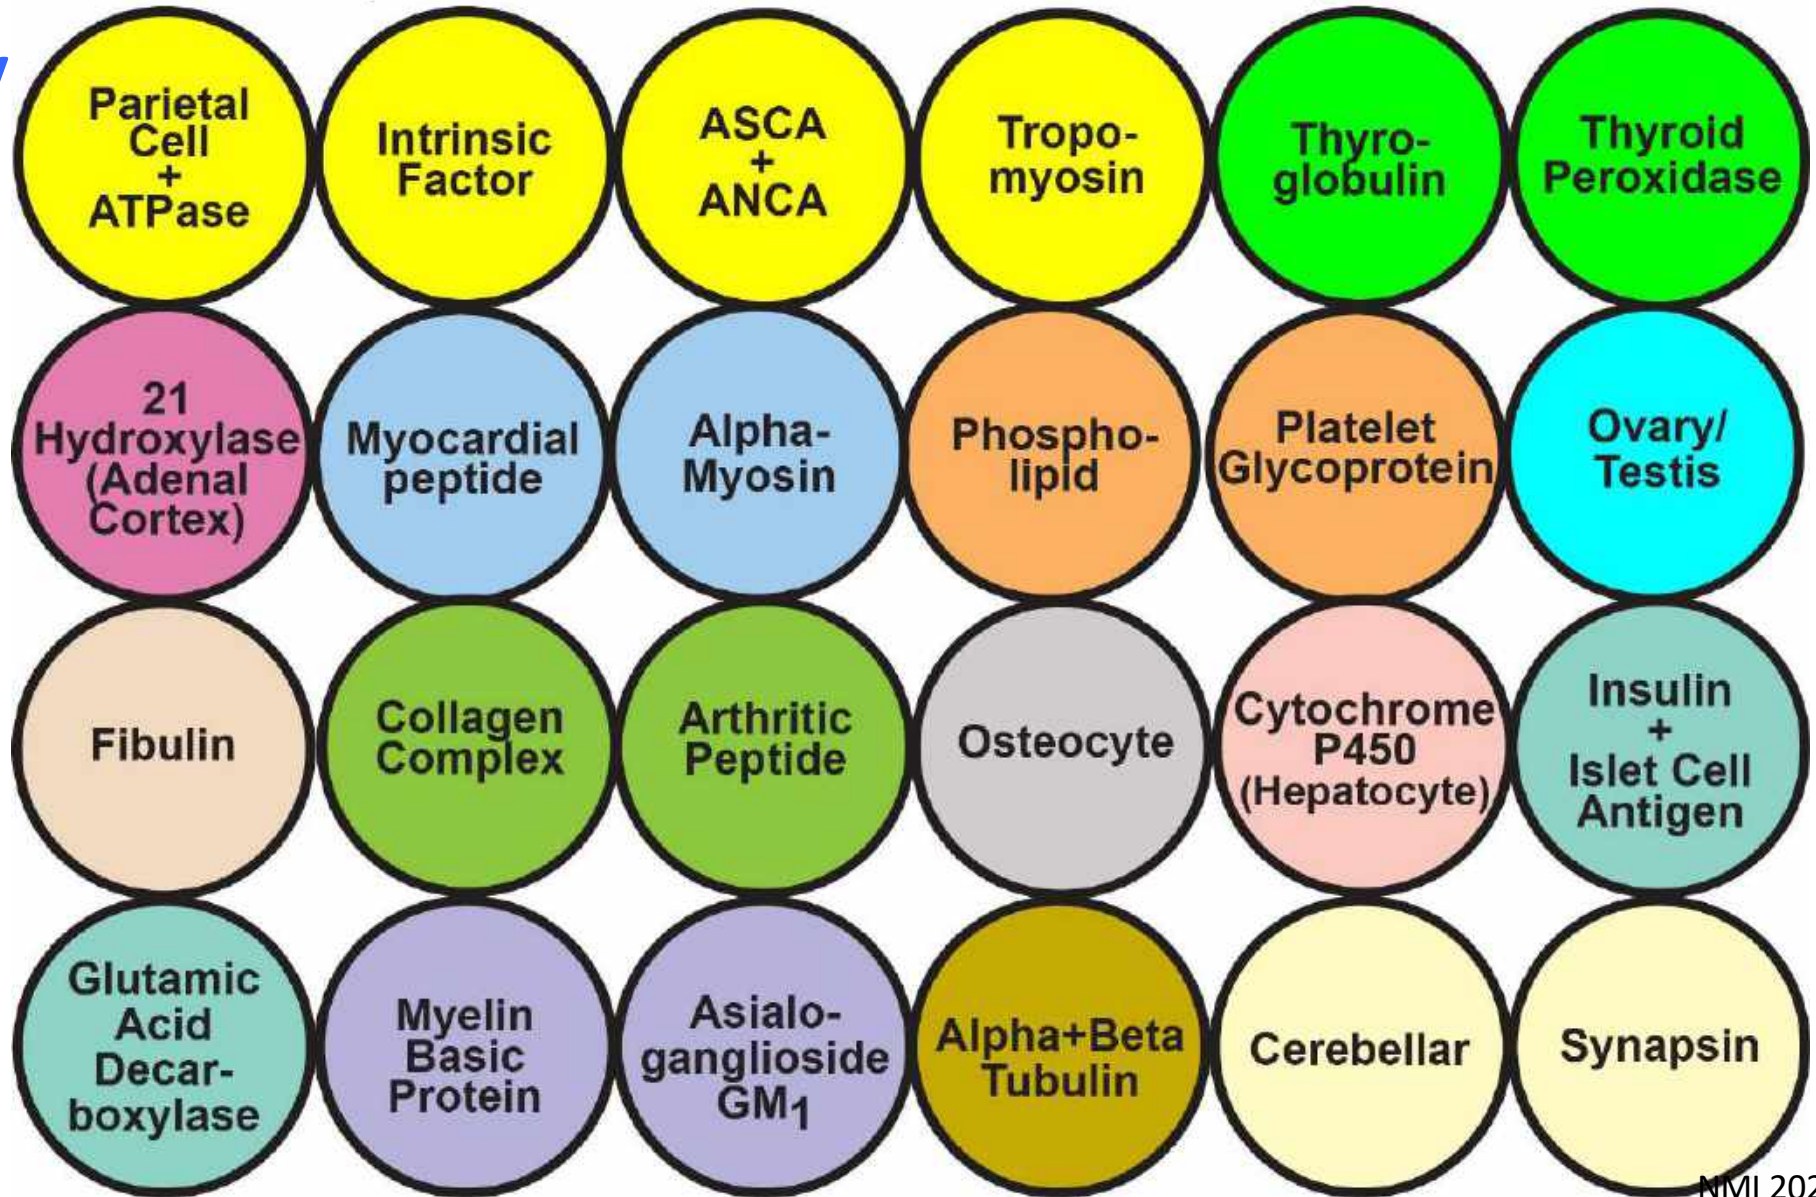 Parietal
Cell
+
ATPase
Intrinsic
Factor
ASCA
+
ANCA
Tropo-
myosin
Thyro-
globulin
Thyroid
Peroxidase
21
Hydroxylase
(Adenal
Cortex)
Myocardial
peptide
Alpha-
Myosin
Phospho-
lipid
Platelet
Glycoprotein
Ovary/
Testis
Fibulin
Collagen
Complex
Arthritic
Peptide
Osteocyte
Cytochrome
P450
(Hepatocyte)
Insulin
+
Islet Cell
Antigen
Glutamic
Acid
Decar-
boxylase
Myelin
Basic
Protein
Asialo-
ganglioside
GM1
Alpha+Beta
Tubulin
Cerebellar
Synapsin
NMI